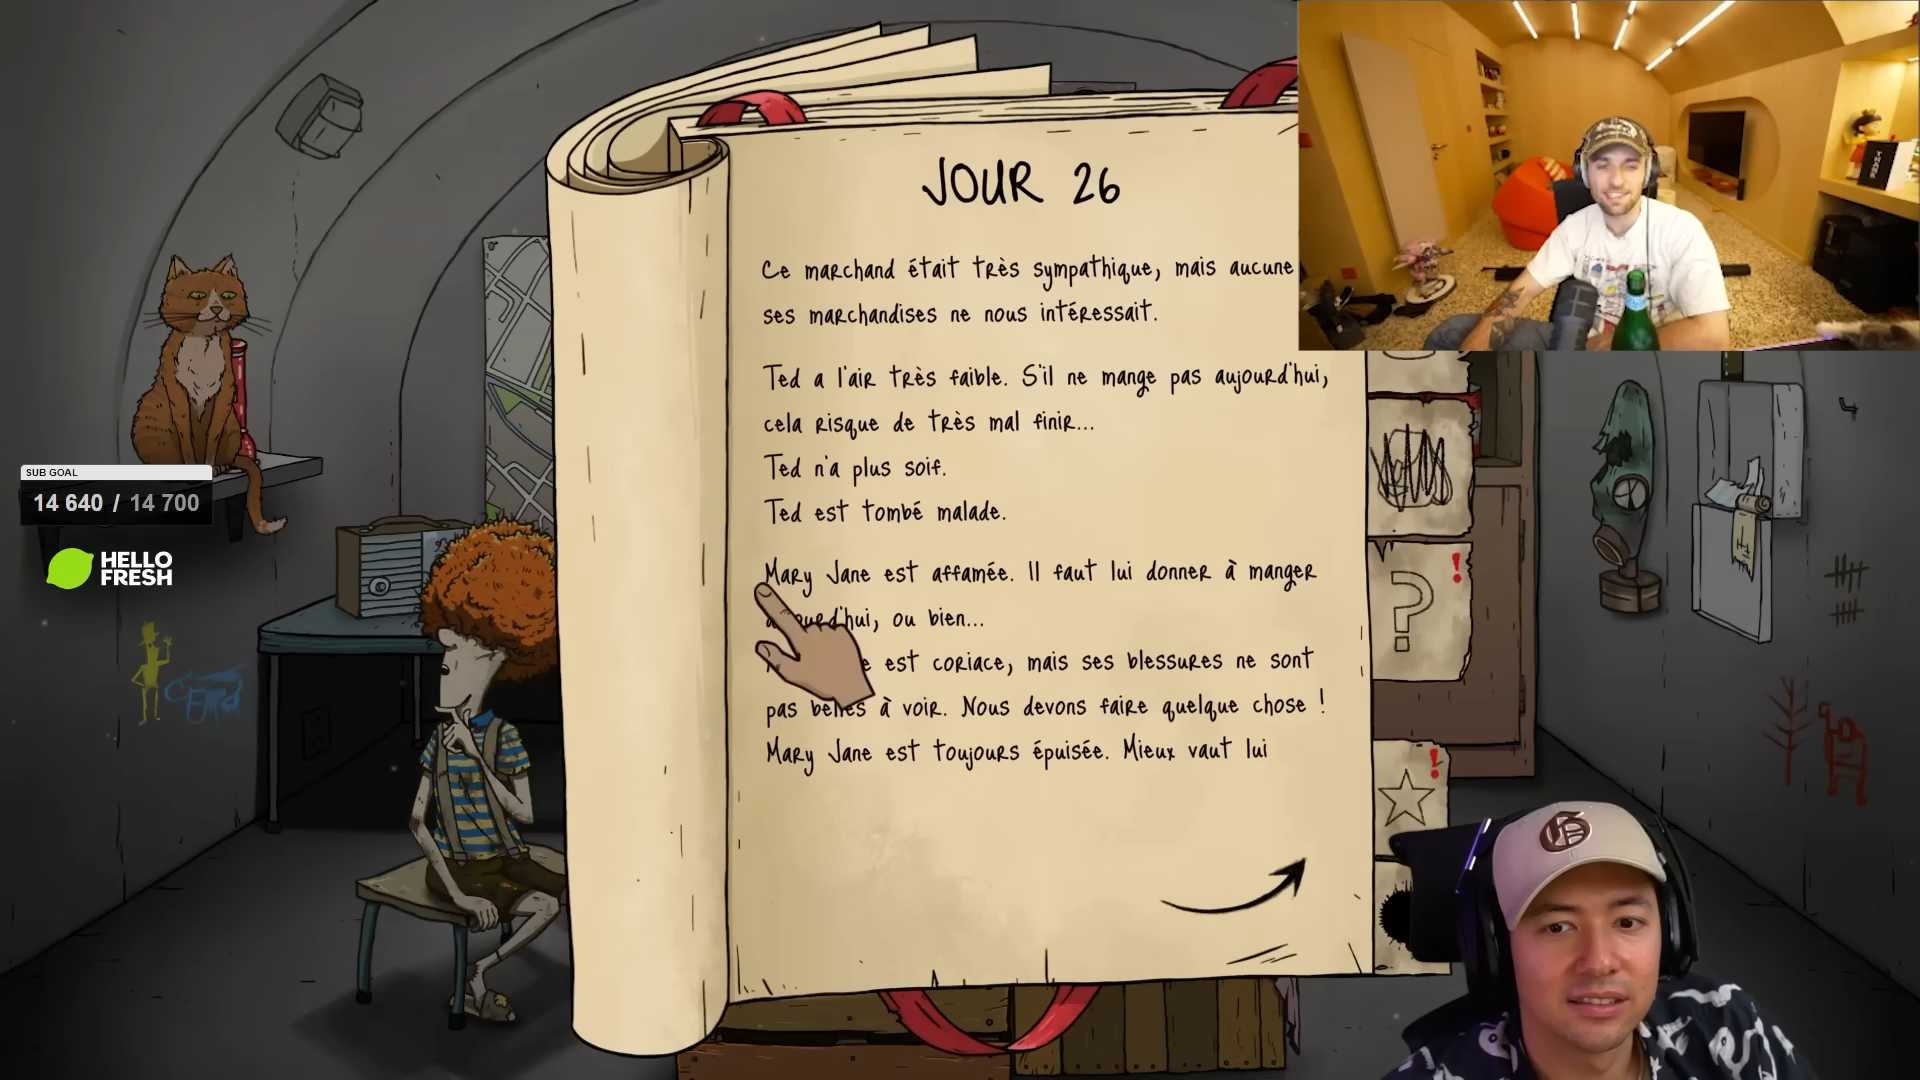 JOUR 26
Ce marchand était très sympathique, mais aucune
ses marchandises ne nous intéressait.
Ted a l'air très faible. S'il ne mange pas aujourd'hui,
cela risque de très mal finir...
Ted n'a plus soif.
Ted est tombé malade.
Mary Jane est affamée. Il faut lui donner à manger
hui, ou bien...
est coriace, mais ses blessures ne sont
pas belles à voir. Nous devons faire quelque chose !
Mary Jane est toujours épuisée. Mieux vaut lui
SUB GOAL
14 640 / 14 700
HELLO
FRESH